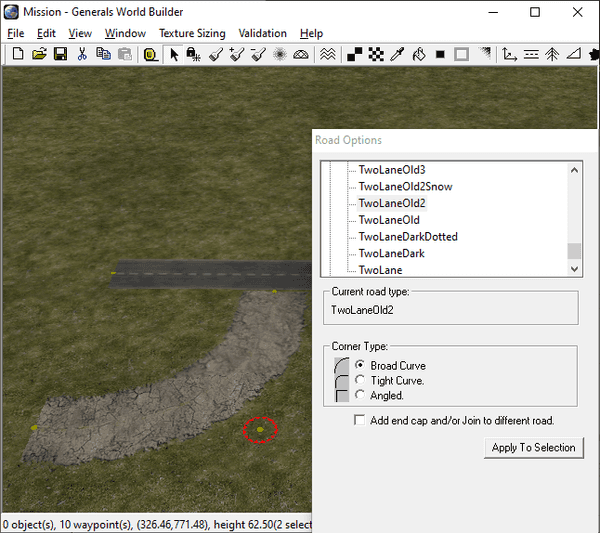 Mission - Generals World Builder
File Edit View Window Texture Sizing Validation Help
Road Options
TwoLaneOld3
TwoLaneOld2Snow
TwoLaneOld2
TwoLaneOld
TwoLaneDarkDotted
TwoLaneDark
TwoLane
Current road type:
TwoLaneOld2
Corner Type:
Broad Curve
Tight Curve.
Angled.
Add end cap and/or Join to different road.
Apply To Selection
0 object(s), 10 waypoint(s), (326.46,771.48), height 62.50(2 select